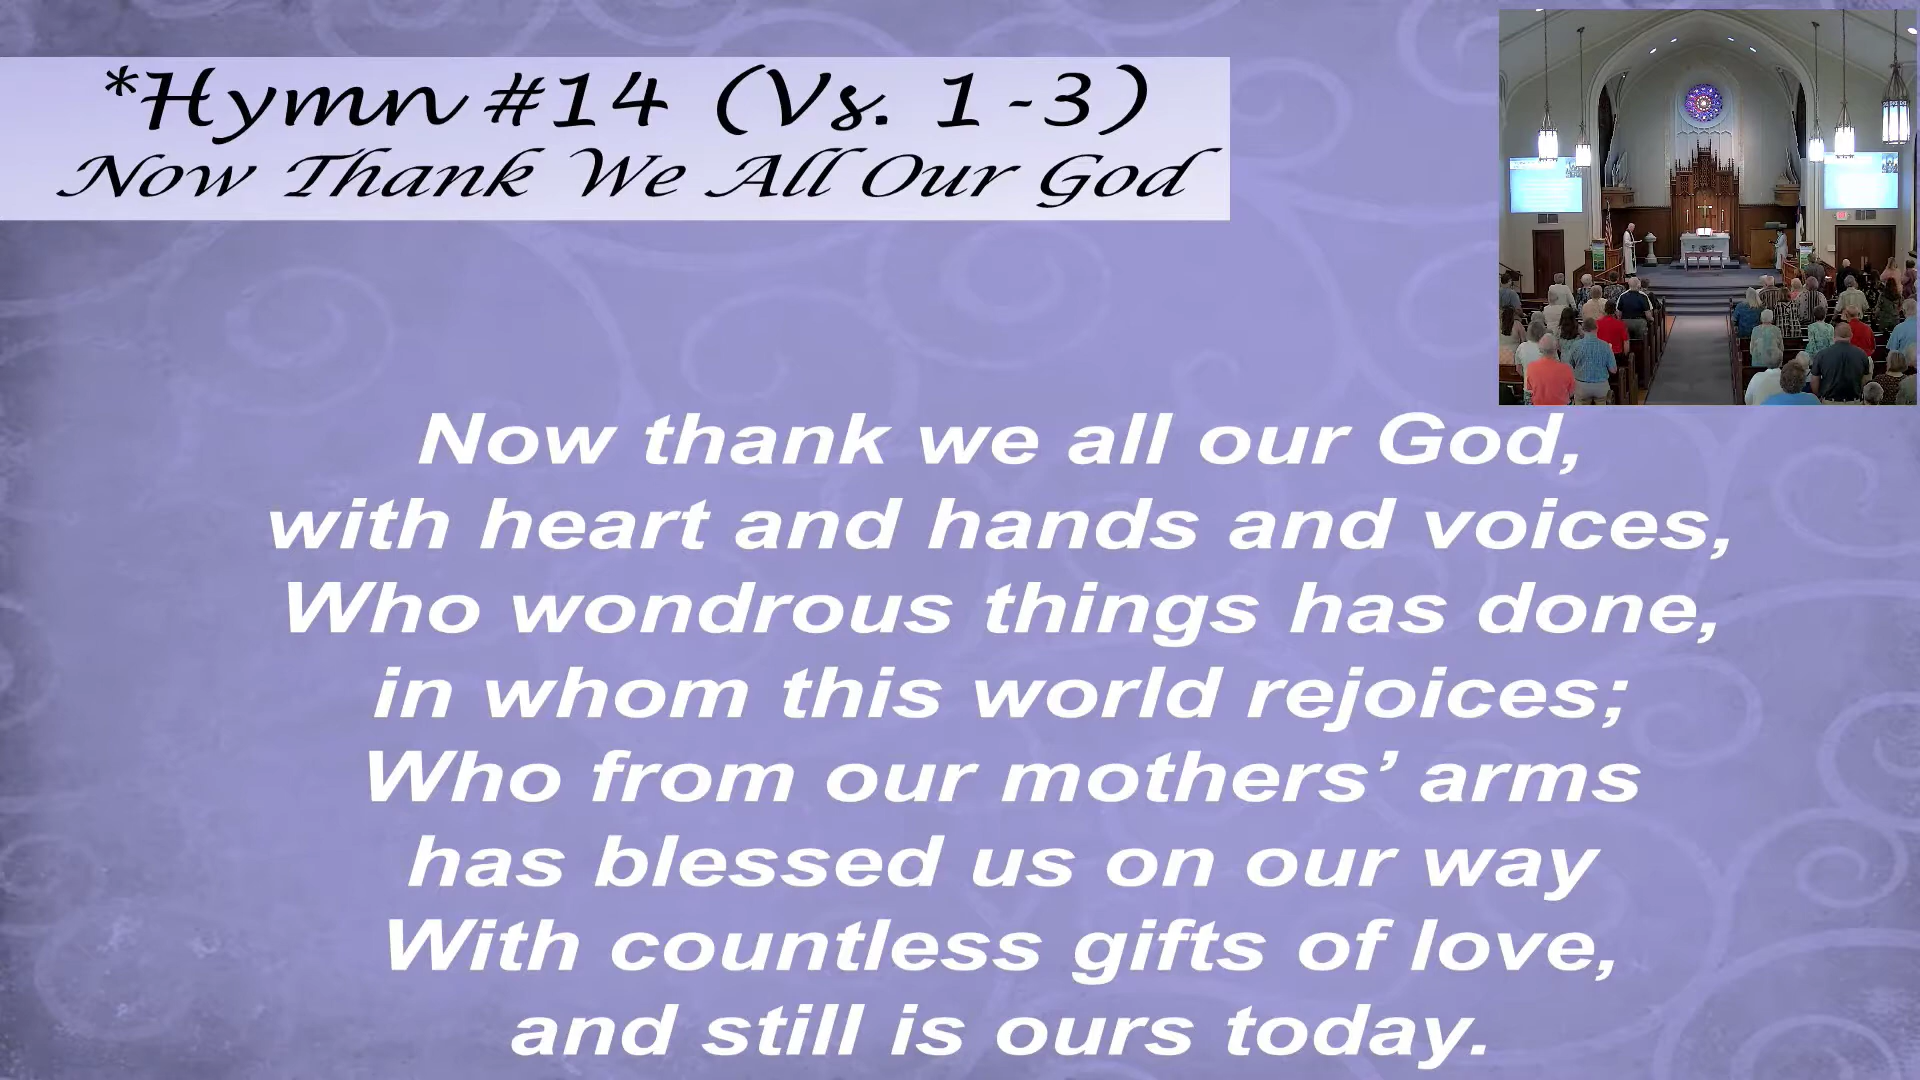 *Hymn #14 (Vs. 1-3)
Now Thank We All Our God
Now thank we all our God,
with heart and hands and voices,
Who wondrous things has done,
in whom this world rejoices;
Who from our mothers’ arms
has blessed us on our way
With countless gifts of love,
and still is ours today.